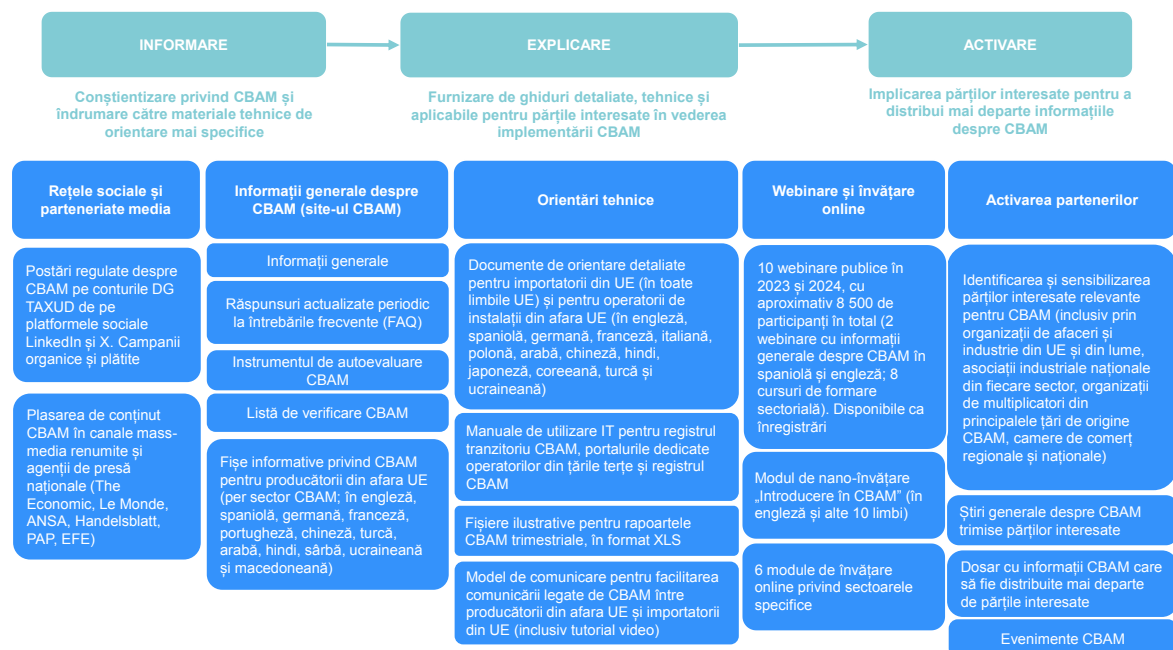 INFORMARE
EXPLICARE
ACTIVARE
Conștientizare privind CBAM și
îndrumare către materiale tehnice de
orientare mai specifice
Furnizare de ghiduri detaliate, tehnice și
aplicabile pentru părțile interesate în vederea
implementării CBAM
Implicarea părților interesate pentru a
distribui mai departe informațiile
despre CBAM
Rețele sociale și
parteneriate media
Postări regulate despre
CBAM pe conturile DG
TAXUD de pe
platformele sociale
LinkedIn și X. Campanii
organice și plătite
Plasarea de conținut
CBAM în canale mass-
media renumite și
agenții de presă
naționale (The
Economic, Le Monde,
ANSA, Handelsblatt,
PAP, EFE)
Informații generale despre
CBAM (site-ul CBAM)
Informații generale
Răspunsuri actualizate periodic
la întrebările frecvente (FAQ)
Instrumentul de autoevaluare
CBAM
Listă de verificare CBAM
Fișe informative privind CBAM
pentru producătorii din afara UE
(per sector CBAM; în engleză,
spaniolă, germană, franceză,
portugheză, chineză, turcă,
arabă, hindi, sârbă, ucraineană
și macedoneană)
Orientări tehnice
Documente de orientare detaliate
pentru importatorii din UE (în toate
limbile UE) și pentru operatorii de
instalații din afara UE (în engleză,
spaniolă, germană, franceză, italiană,
polonă, arabă, chineză, hindi,
japoneză, coreeană, turcă și
ucraineană)
Manuale de utilizare IT pentru registrul
tranzitoriu CBAM, portalurile dedicate
operatorilor din țările terțe și registrul
CBAM
Fișiere ilustrative pentru rapoartele
CBAM trimestriale, în format XLS
Model de comunicare pentru facilitarea
comunicării legate de CBAM între
producătorii din afara UE și importatorii
din UE (inclusiv tutorial video)
Webinare și învățare
online
10 webinare publice în
2023 și 2024, cu
aproximativ 8 500 de
participanți în total (2
webinare cu informații
generale despre CBAM în
spaniolă și engleză; 8
cursuri de formare
sectorială). Disponibile ca
înregistrări
Modul de nano-învățare
„Introducere în CBAM” (în
engleză și alte 10 limbi)
6 module de învățare
online privind sectoarele
specifice
Activarea partenerilor
Identificarea și sensibilizarea
părților interesate relevante
pentru CBAM (inclusiv prin
organizații de afaceri și
industrie din UE și din lume,
asociații industriale naționale
din fiecare sector, organizații
de multiplicatori din
principalele țări de origine
CBAM, camere de comerț
regionale și naționale)
Știri generale despre CBAM
trimise părților interesate
Dosar cu informații CBAM care
să fie distribuite mai departe
de părțile interesate
Evenimente CBAM